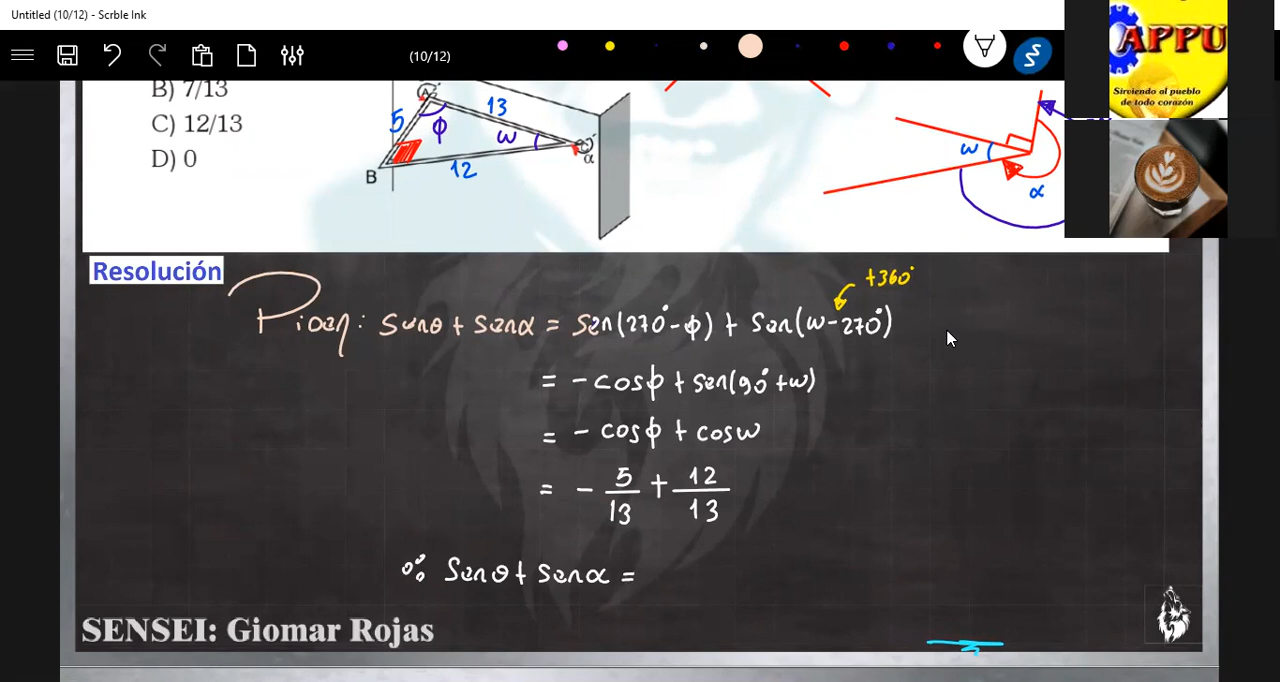 Untitled (10/12) - Scrble Ink
(10/12)
APPU
Sirviendo al pueblo
de todo corazón
B) 7/13
C) 12/13
D) 0
A
5
13
ϕ
ω
C
α
B
12
ω
α
Resolución
+360°
Piden: senθ + senα = sen(270° - ϕ) + sen(ω - 270°)
= - cosϕ + sen(90° + ω)
= - cosϕ + cosω
= - 5/13 + 12/13
∴ senθ + senα =
SENSEI: Giomar Rojas